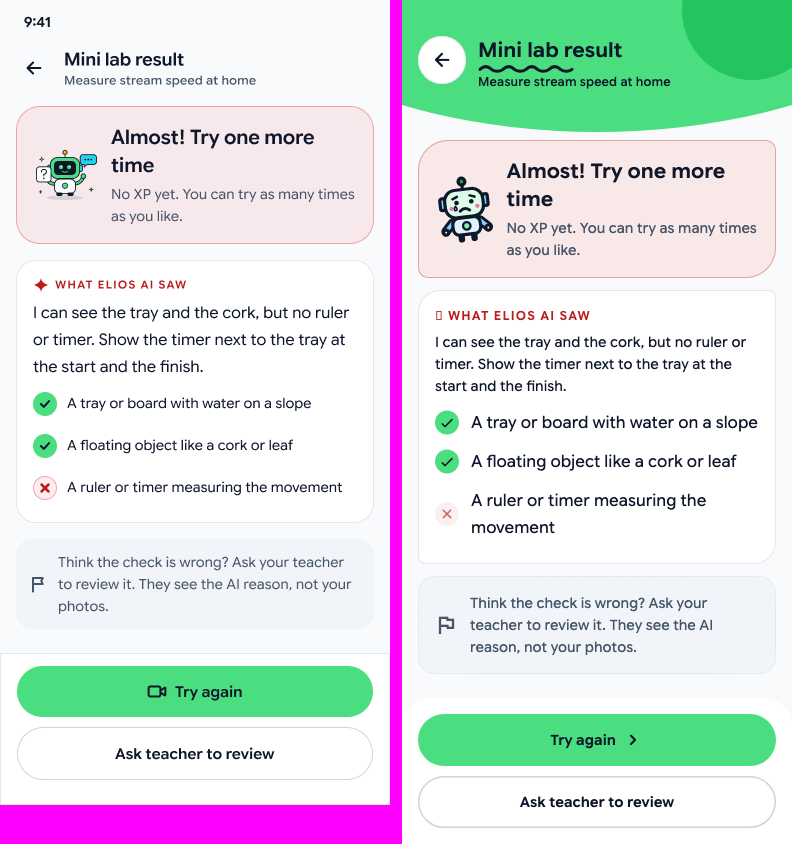 9:41
Mini lab result
Measure stream speed at home
Almost! Try one more
time
No XP yet. You can try as many times
as you like.
?
WHAT ELIOS AI SAW
I can see the tray and the cork, but no ruler
or timer. Show the timer next to the tray at
the start and the finish.
A tray or board with water on a slope
A floating object like a cork or leaf
A ruler or timer measuring the movement
Think the check is wrong? Ask your teacher
to review it. They see the AI reason, not your
photos.
Try again
Ask teacher to review
Mini lab result
Measure stream speed at home
Almost! Try one more
time
No XP yet. You can try as many times
as you like.
WHAT ELIOS AI SAW
I can see the tray and the cork, but no ruler or
timer. Show the timer next to the tray at the
start and the finish.
A tray or board with water on a slope
A floating object like a cork or leaf
A ruler or timer measuring the
movement
Think the check is wrong? Ask your
teacher to review it. They see the AI
reason, not your photos.
Try again
Ask teacher to review